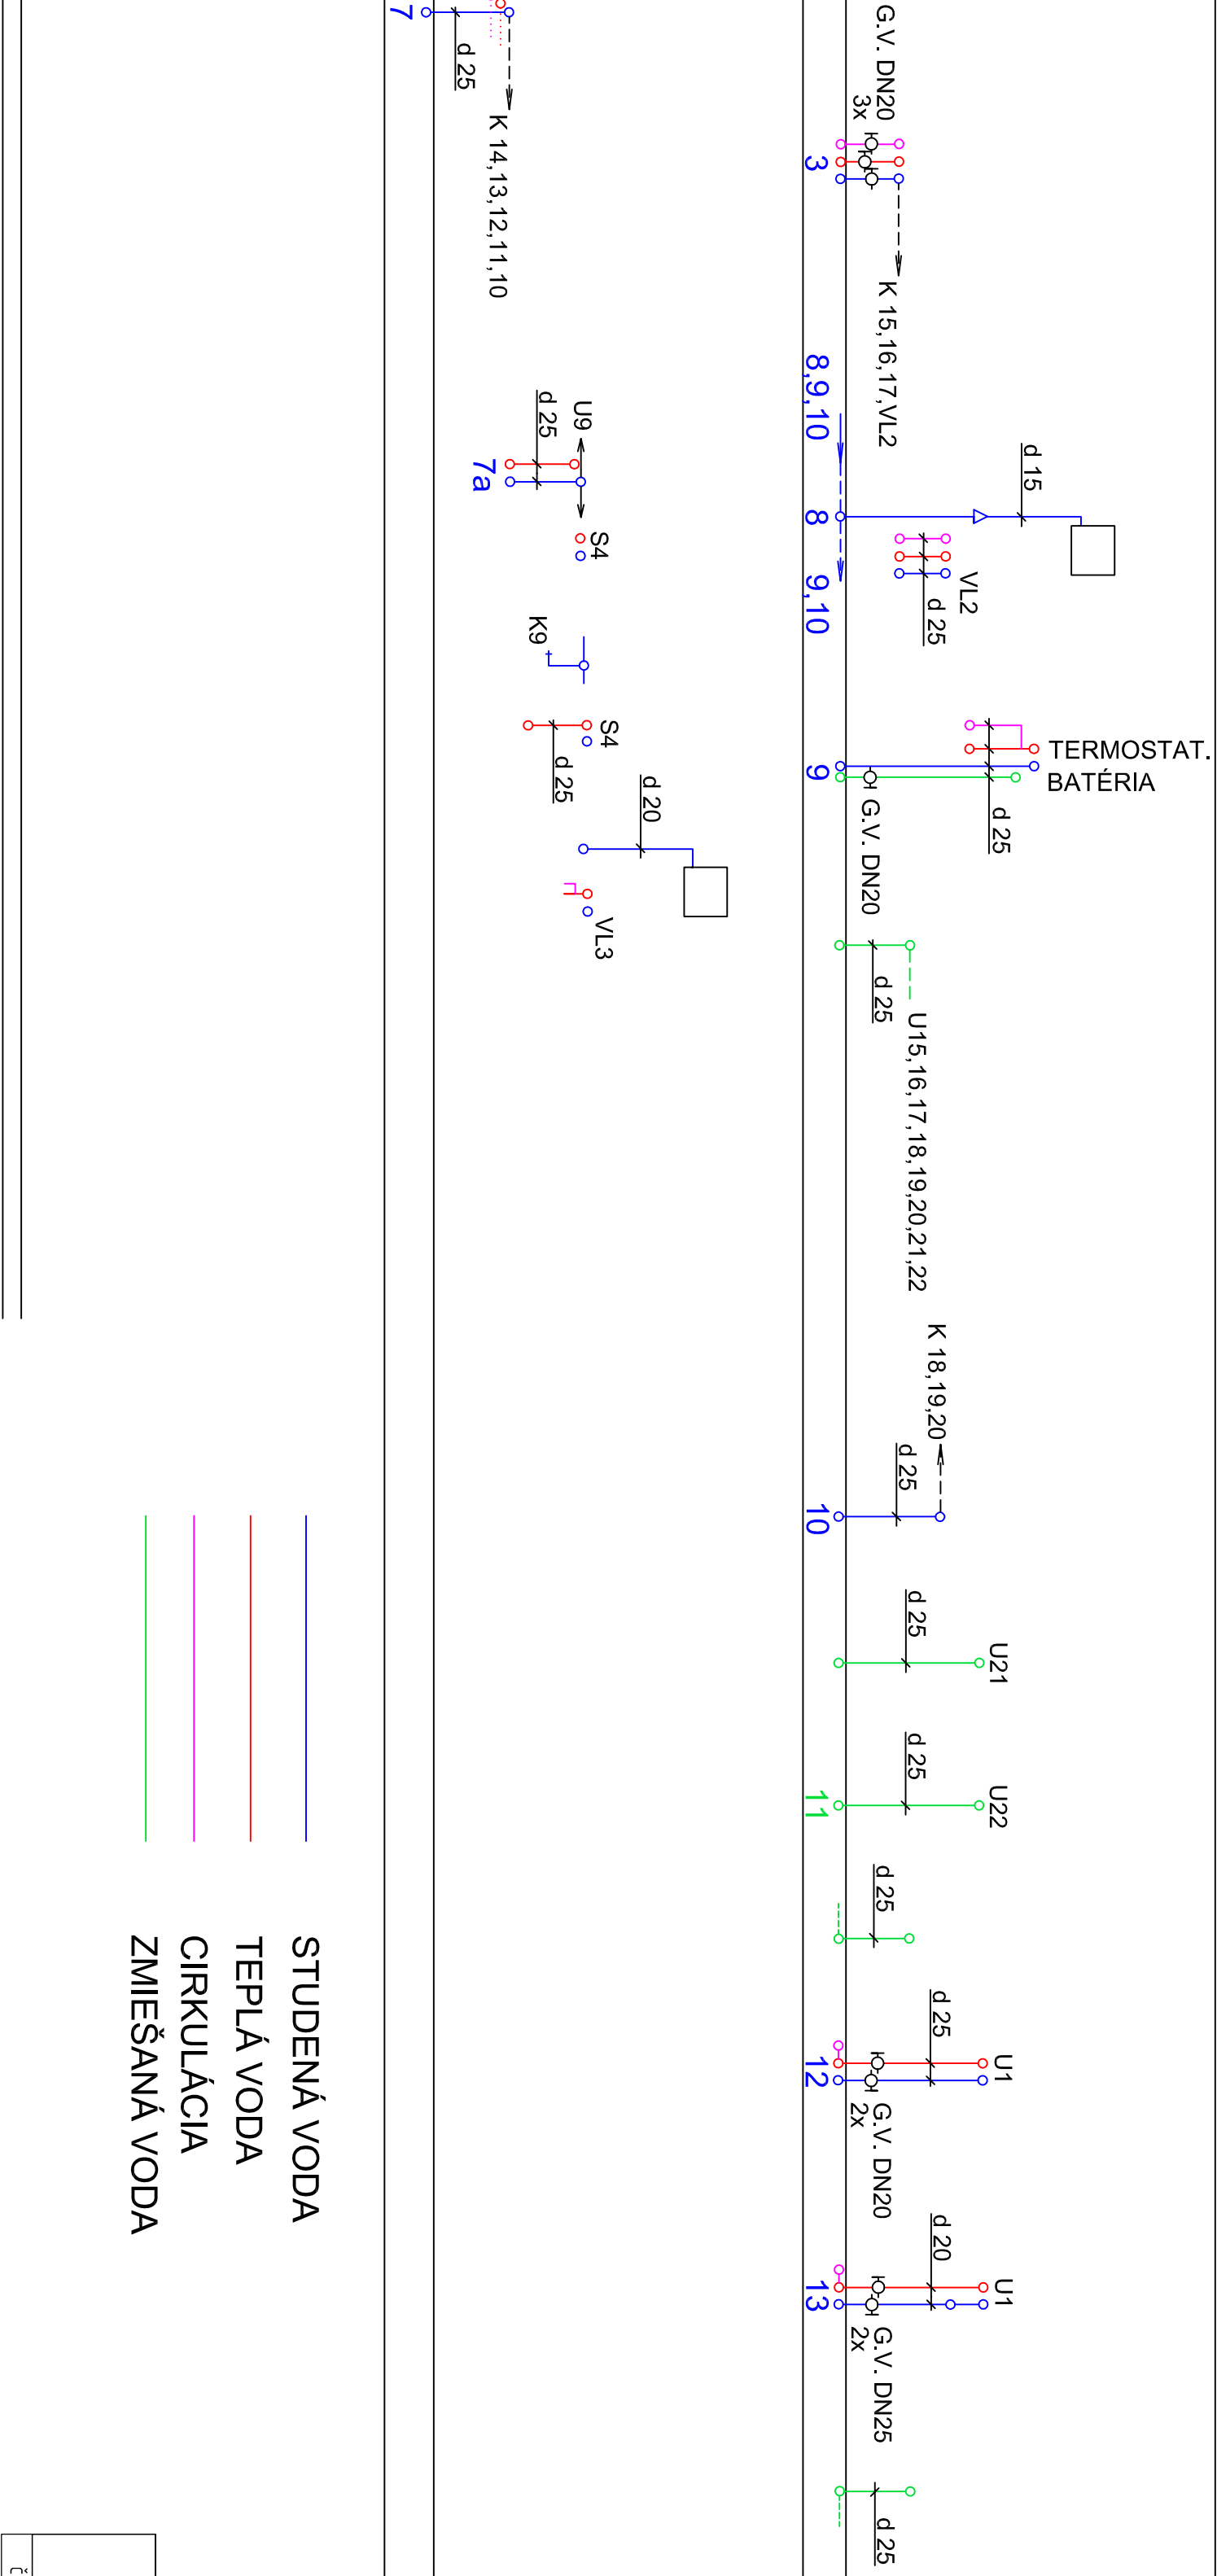 TERMOSTAT.
BATÉRIA
d 15
d 25
VL2
d 25
U21
U22
U1
U1
K 18,19,20
d 25
d 25
d 25
d 25
d 20
U15,16,17,18,19,20,21,22
G.V. DN20
3x
K 15,16,17,VL2
G.V. DN20
d 25
d 25
G.V. DN20
2x
G.V. DN25
2x
d 25
3
8,9,10
8
9,10
9
10
11
12
13
d 20
U9
S4
S4
VL3
d 25
K9
d 25
7a
K 14,13,12,11,10
d 25
7
STUDENÁ VODA
TEPLÁ VODA
CIRKULÁCIA
ZMIEŠANÁ VODA